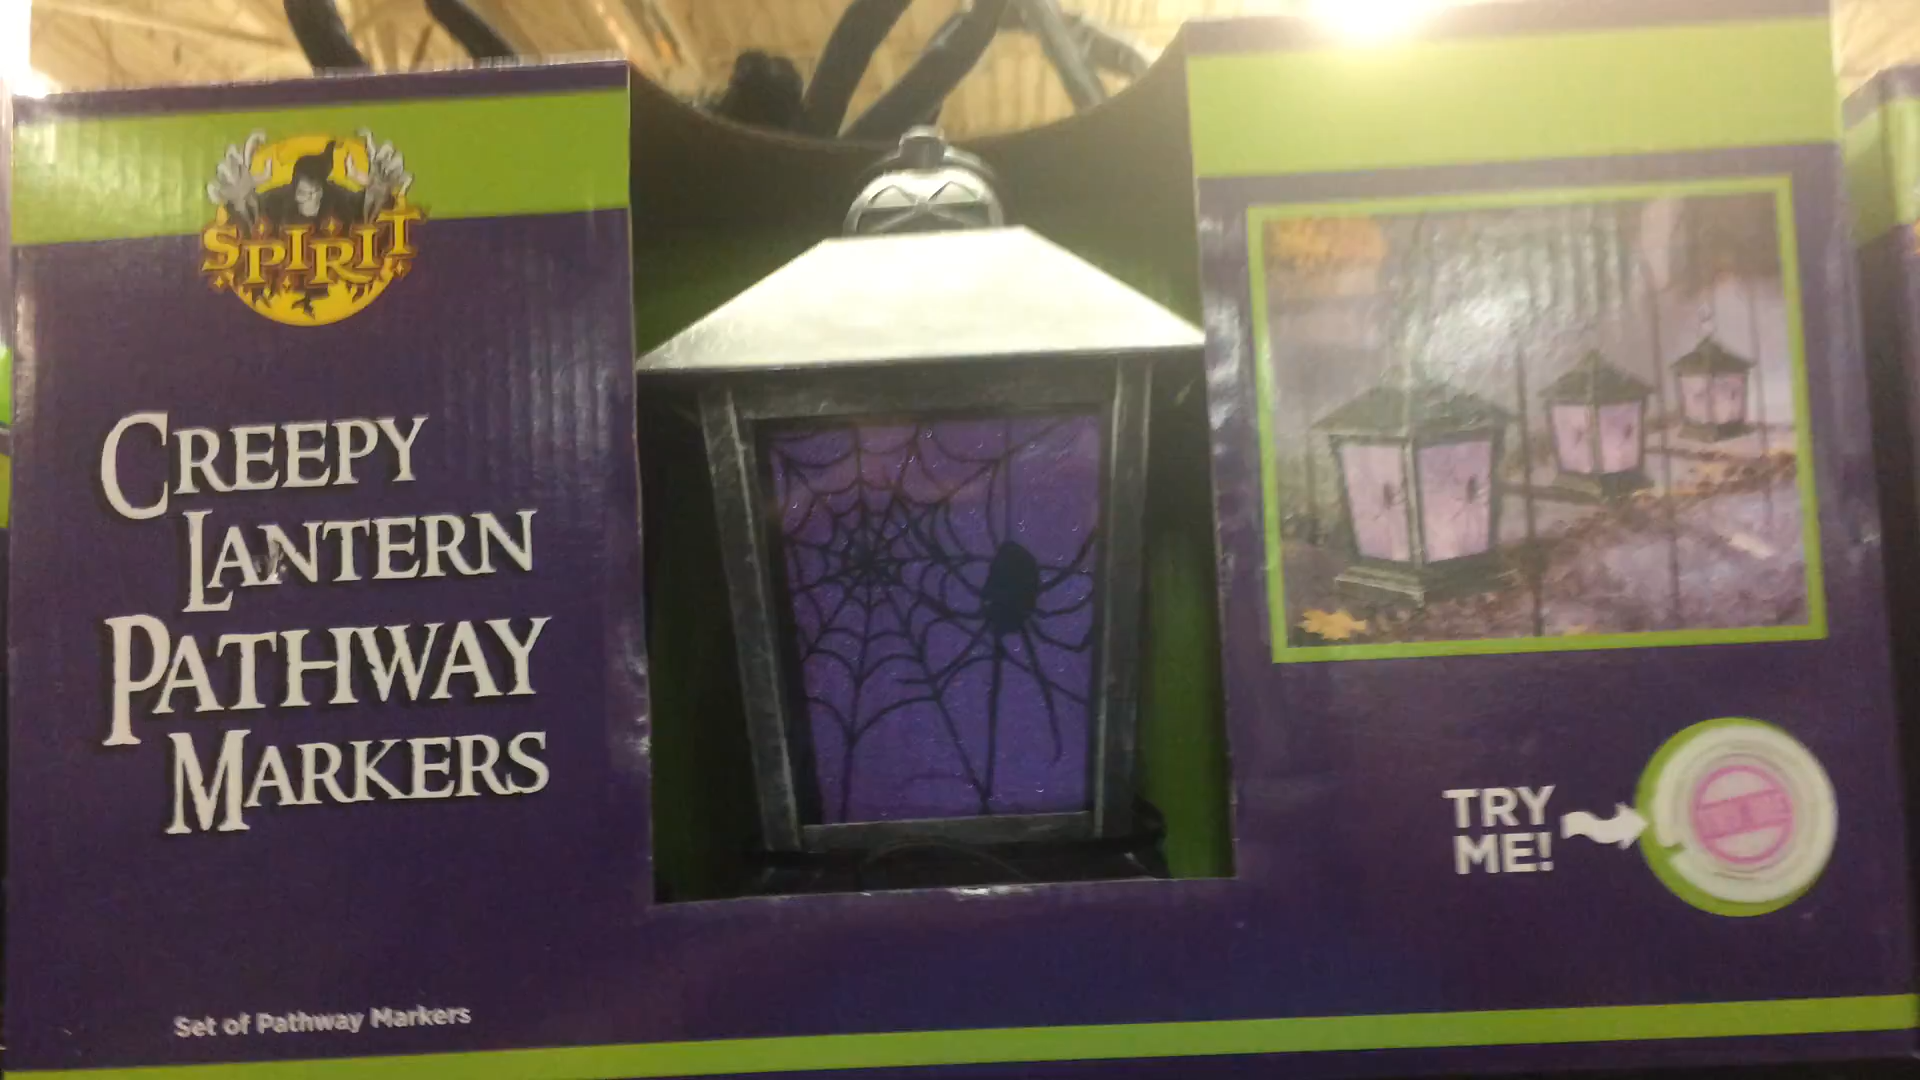 SPIRIT
CREEPY
LANTERN
PATHWAY
MARKERS
TRY
ME!
Set of Pathway Markers